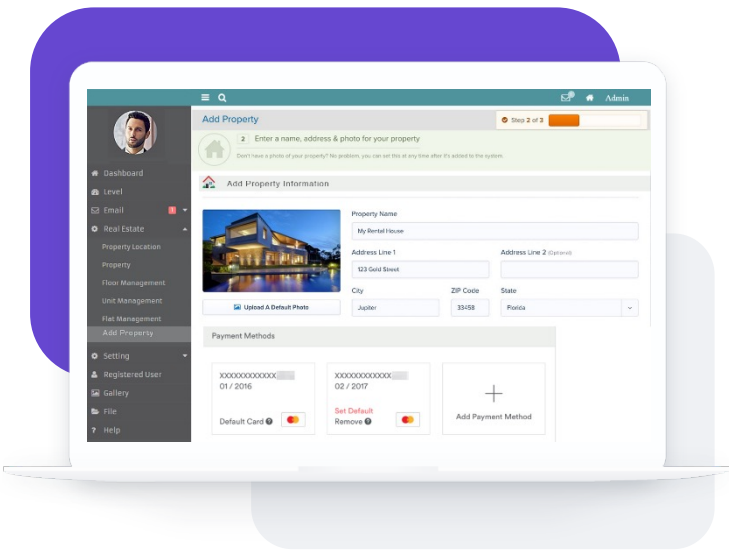 Admin
Dashboard
Level
Email 1
Real Estate
Property Location
Property
Floor Management
Unit Management
Flat Management
Add Property
Setting
Registered User
Gallery
File
Help
Add Property
Step 2 of 3
2 Enter a name, address & photo for your property
Don't have a photo of your property? No problem, you can set this at any time after it's added to the system.
Add Property Information
Property Name
My Rental House
Address Line 1
Address Line 2 (Optional)
123 Gold Street
City
ZIP Code
State
Upload A Default Photo
Jupiter
33458
Florida
Payment Methods
XXXXXXXXXXXX
01 / 2016
Default Card
XXXXXXXXXXXX
02 / 2017
Set Default
Remove
Add Payment Method